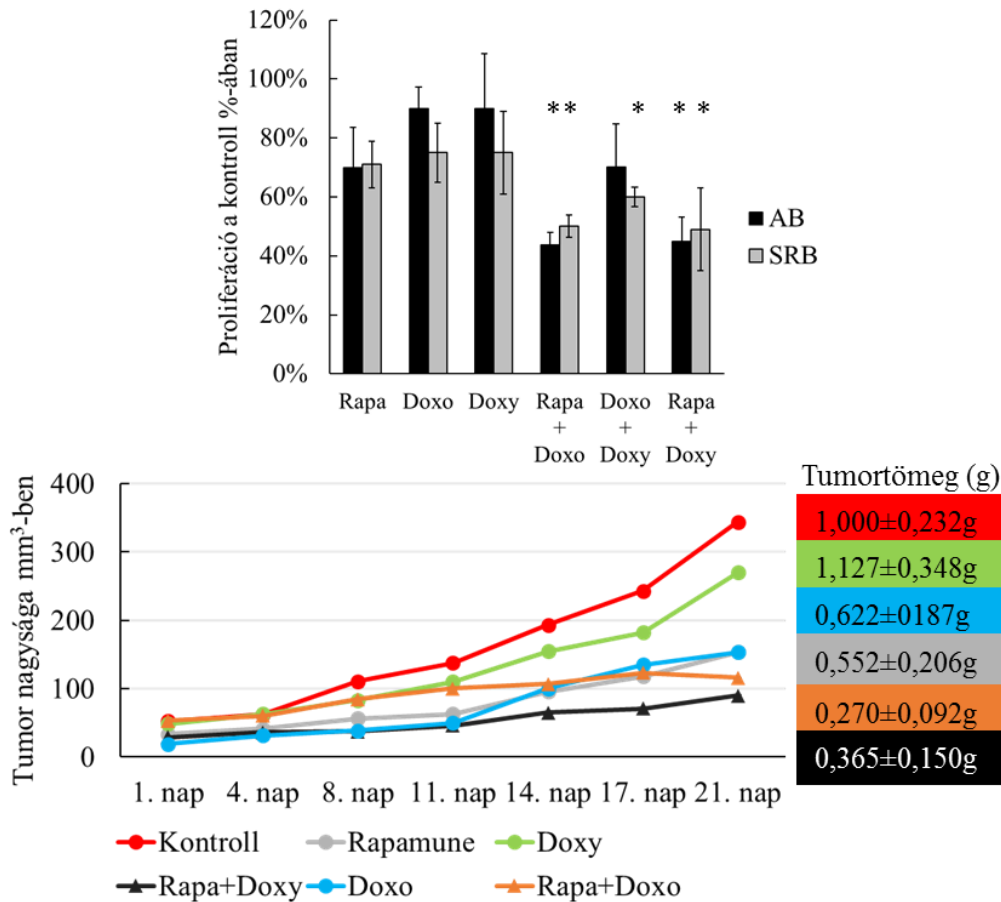 120%
100%
80%
60%
40%
20%
0%
Proliferáció a kontroll %-ában
** * * *
AB
SRB
Rapa Doxo Doxy Rapa + Doxo Doxo + Doxy Rapa + Doxy
Tumor nagysága mm³-ben
400
300
200
100
0
1. nap 4. nap 8. nap 11. nap 14. nap 17. nap 21. nap
Tumortömeg (g)
1,000±0,232g
1,127±0,348g
0,622±0187g
0,552±0,206g
0,270±0,092g
0,365±0,150g
Kontroll Rapamune Doxy
Rapa+Doxy Doxo Rapa+Doxo